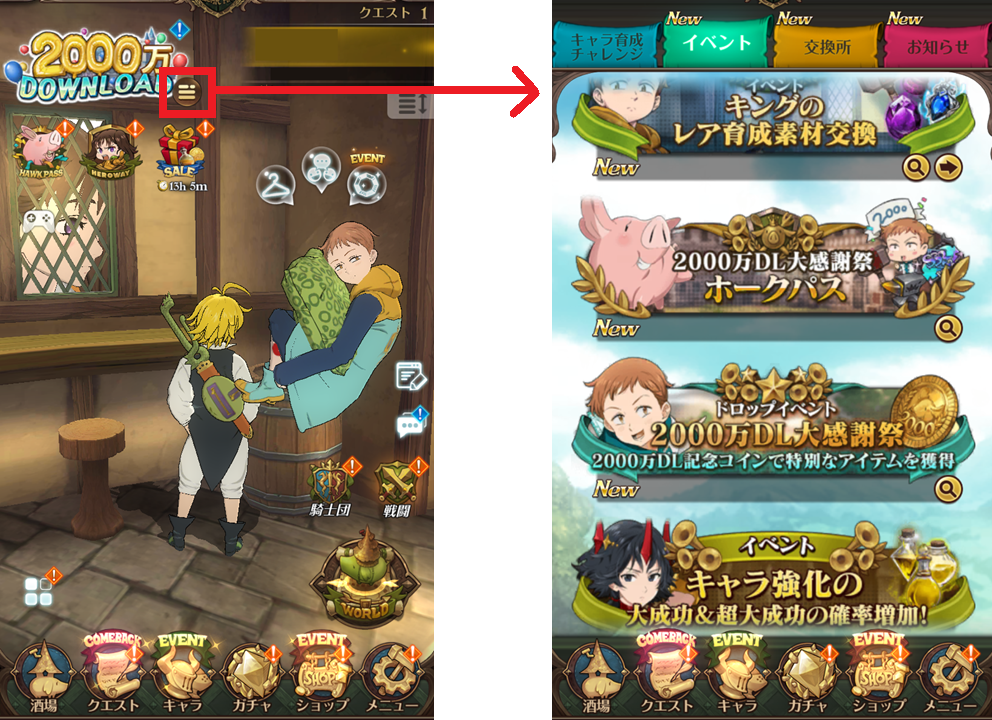 クエスト 1
2000万
DOWNLOAD
HAWK PASS
HEROWAY
SALE
13h 5m
EVENT
騎士団
戦闘
WORLD
COMEBACK
EVENT
EVENT
SHOP
酒場
クエスト
キャラ
ガチャ
ショップ
メニュー
New
New
New
キャラ育成
チャレンジ
イベント
交換所
お知らせ
イベント
キングの
レア育成素材交換
New
2000
2000万DL大感謝祭
ホークパス
New
ドロップイベント
2000万DL大感謝祭
2000万DL記念コインで特別なアイテムを獲得
New
イベント
キャラ強化の
大成功&超大成功の確率増加!
COMEBACK
EVENT
EVENT
SHOP
酒場
クエスト
キャラ
ガチャ
ショップ
メニュー